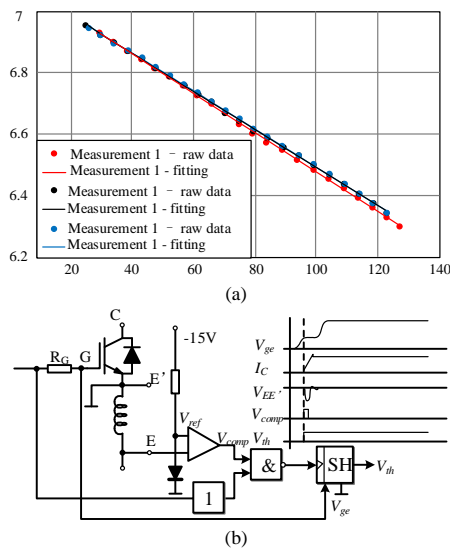 7
6.8
6.6
6.4
6.2
Measurement 1 – raw data
Measurement 1 - fitting
Measurement 1 – raw data
Measurement 1 - fitting
Measurement 1 – raw data
Measurement 1 - fitting
20 40 60 80 100 120 140
(a)
C
-15V
RG
G
E'
Vref
E
Vcomp
Vth
&
1
SH
Vth
Vge
Vge
IC
VEE'
Vcomp
Vth
(b)